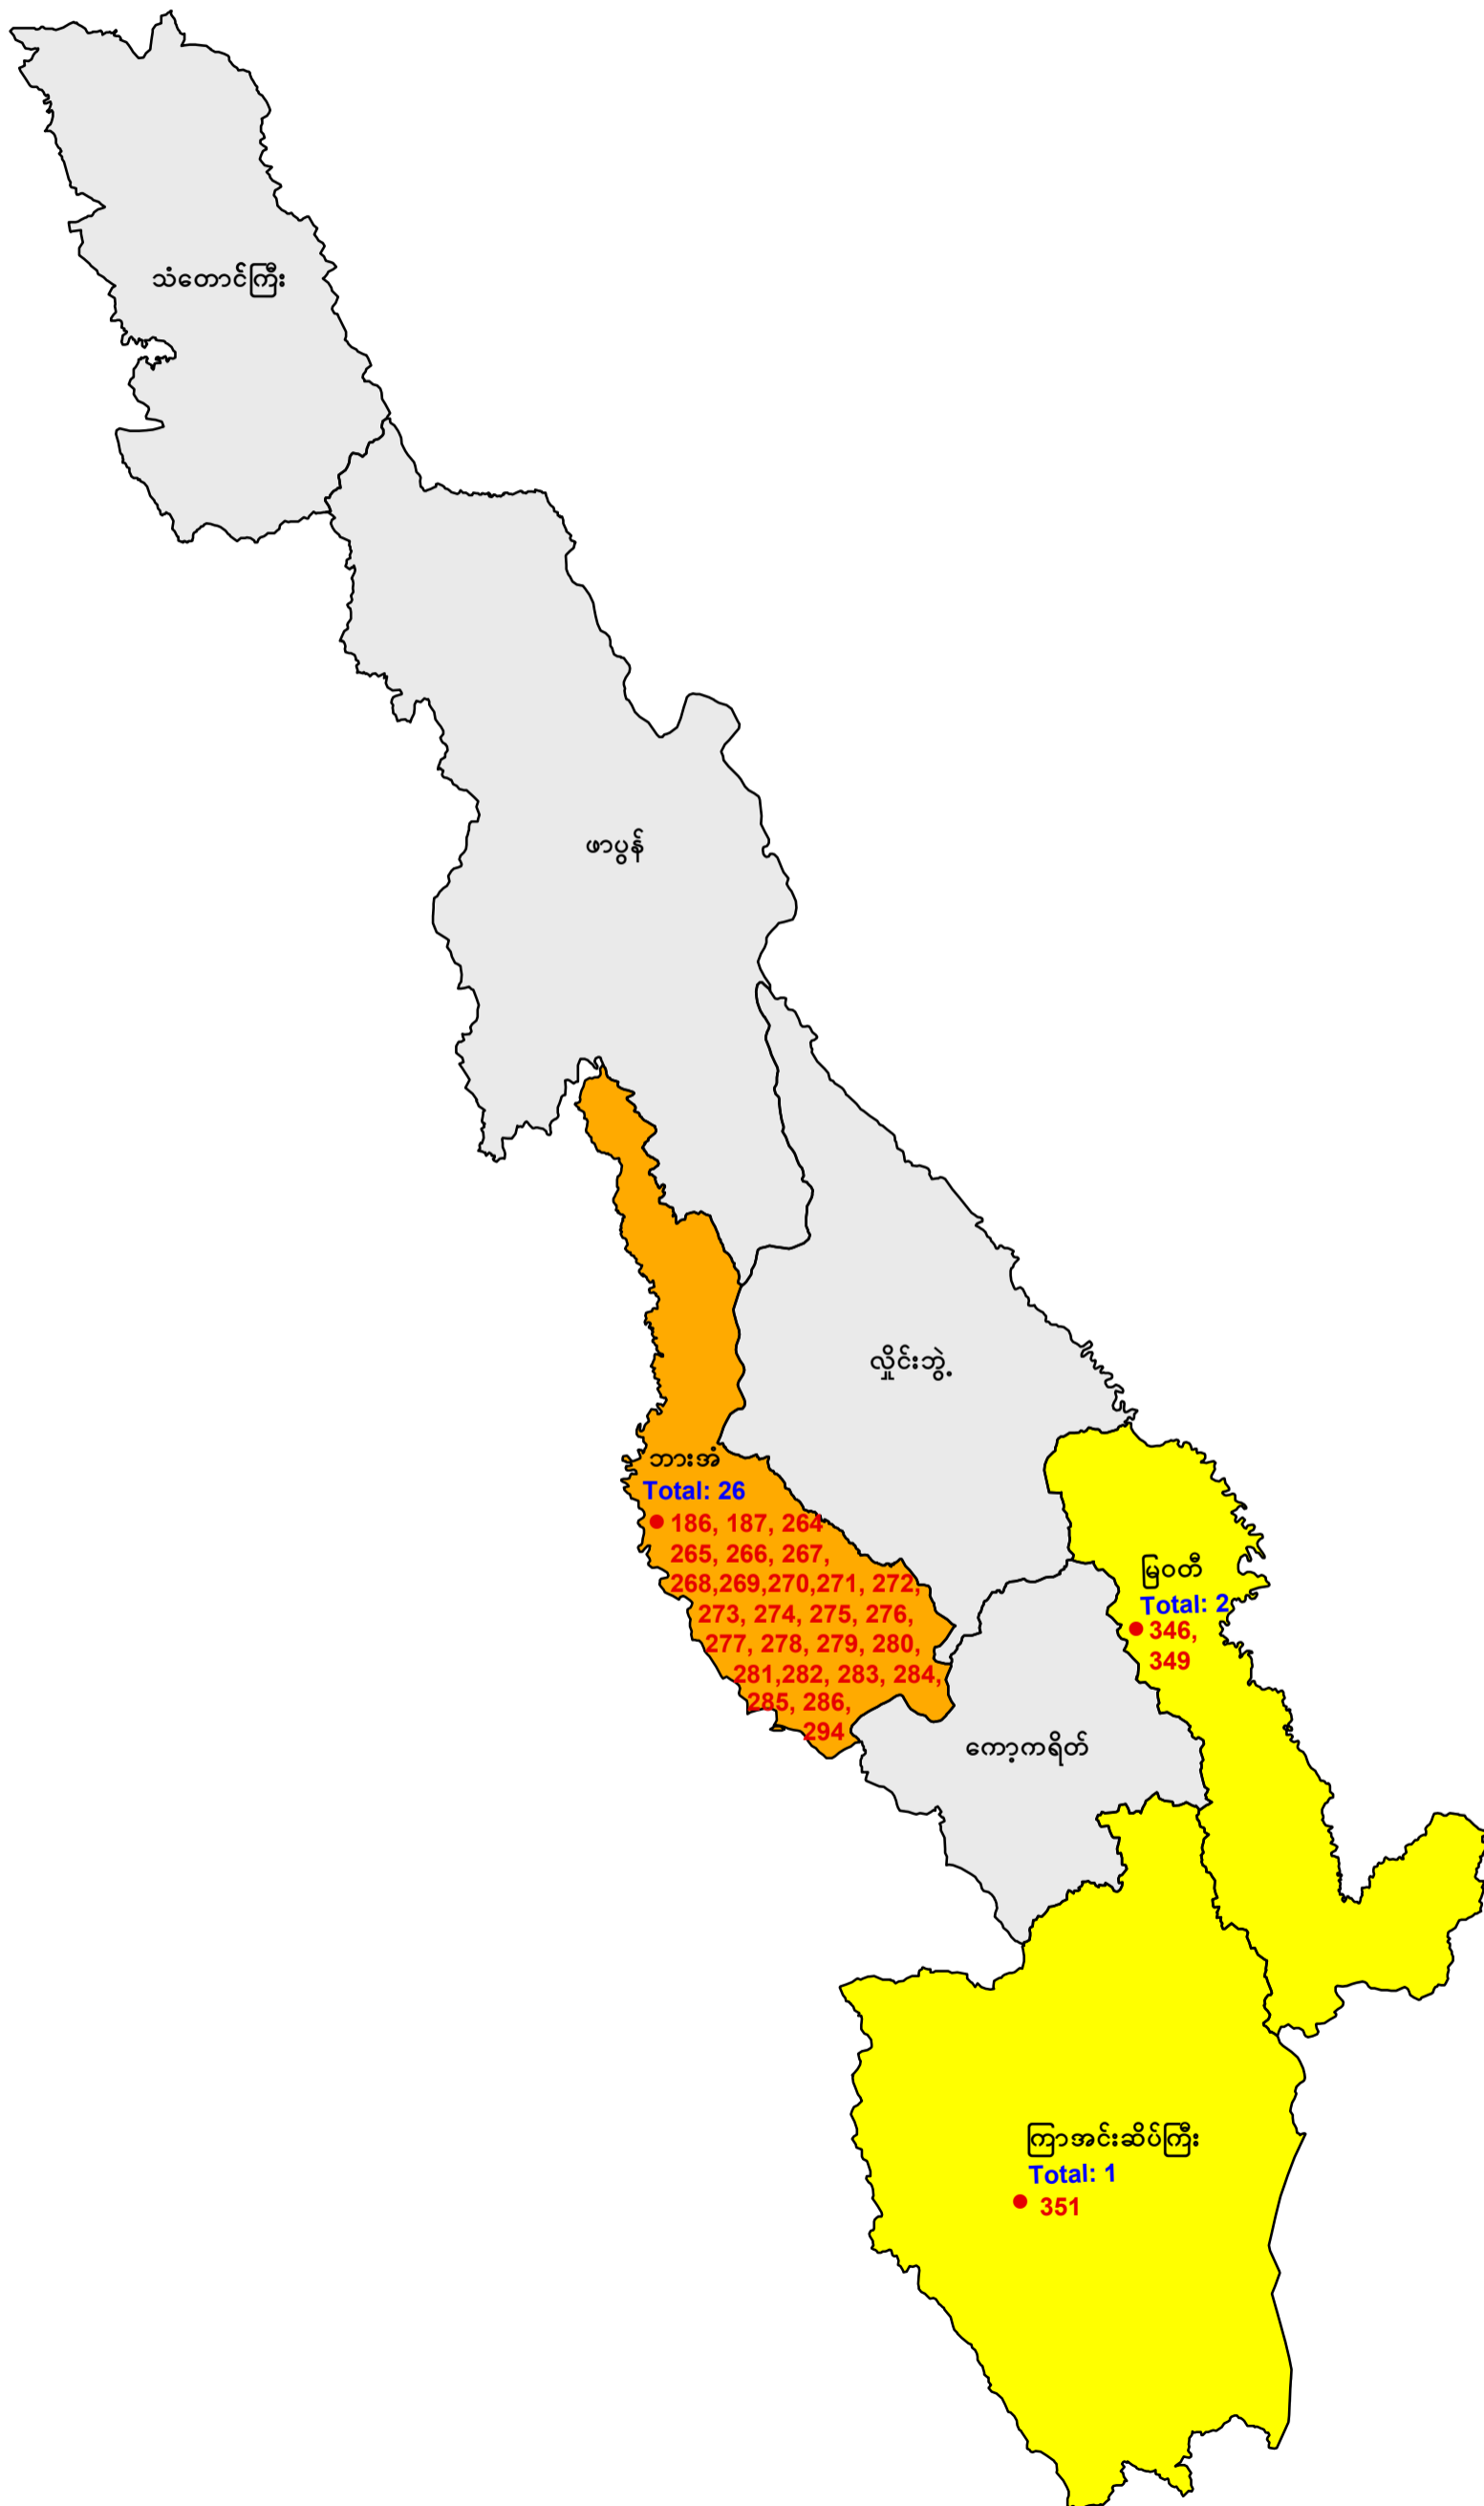 သံတောင်ကြီး
ဖာပွန်
လှိုင်းဘွဲ့
ဘားအံ
Total: 26
186, 187, 264
265, 266, 267,
268,269,270,271, 272,
273, 274, 275, 276,
277, 278, 279, 280,
281,282, 283, 284,
285, 286,
294
မြဝတီ
Total: 2
346,
349
ကော့ကရိတ်
ကြာအင်းဆိပ်ကြီး
Total: 1
351